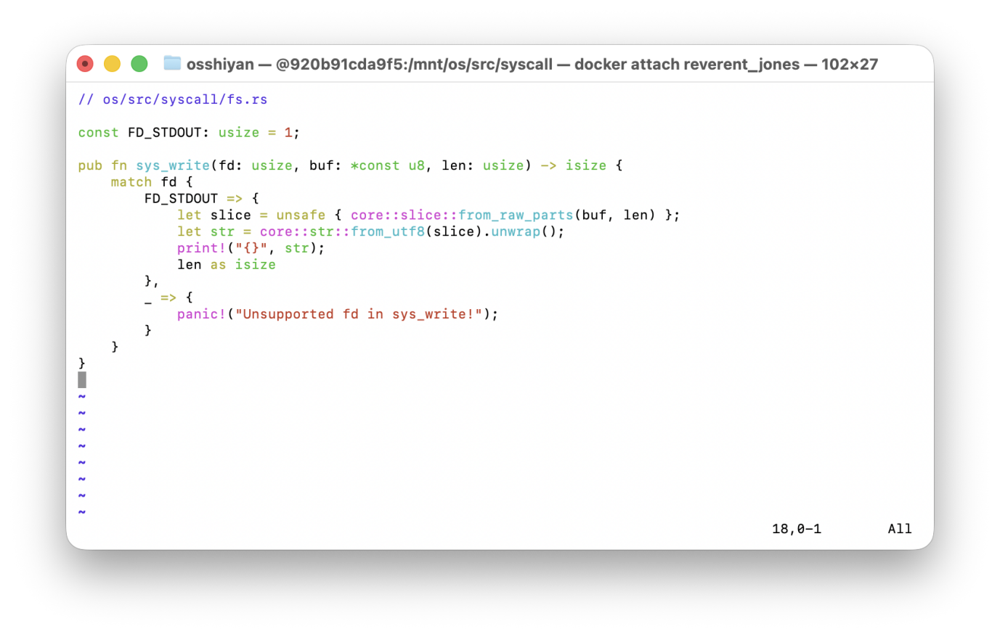 osshiyan — @920b91cda9f5:/mnt/os/src/syscall — docker attach reverent_jones — 102×27
// os/src/syscall/fs.rs

const FD_STDOUT: usize = 1;

pub fn sys_write(fd: usize, buf: *const u8, len: usize) -> isize {
    match fd {
        FD_STDOUT => {
            let slice = unsafe { core::slice::from_raw_parts(buf, len) };
            let str = core::str::from_utf8(slice).unwrap();
            print!("{}", str);
            len as isize
        },
        _ => {
            panic!("Unsupported fd in sys_write!");
        }
    }
}

~
~
~
~
~
~
~
~
18,0-1 All